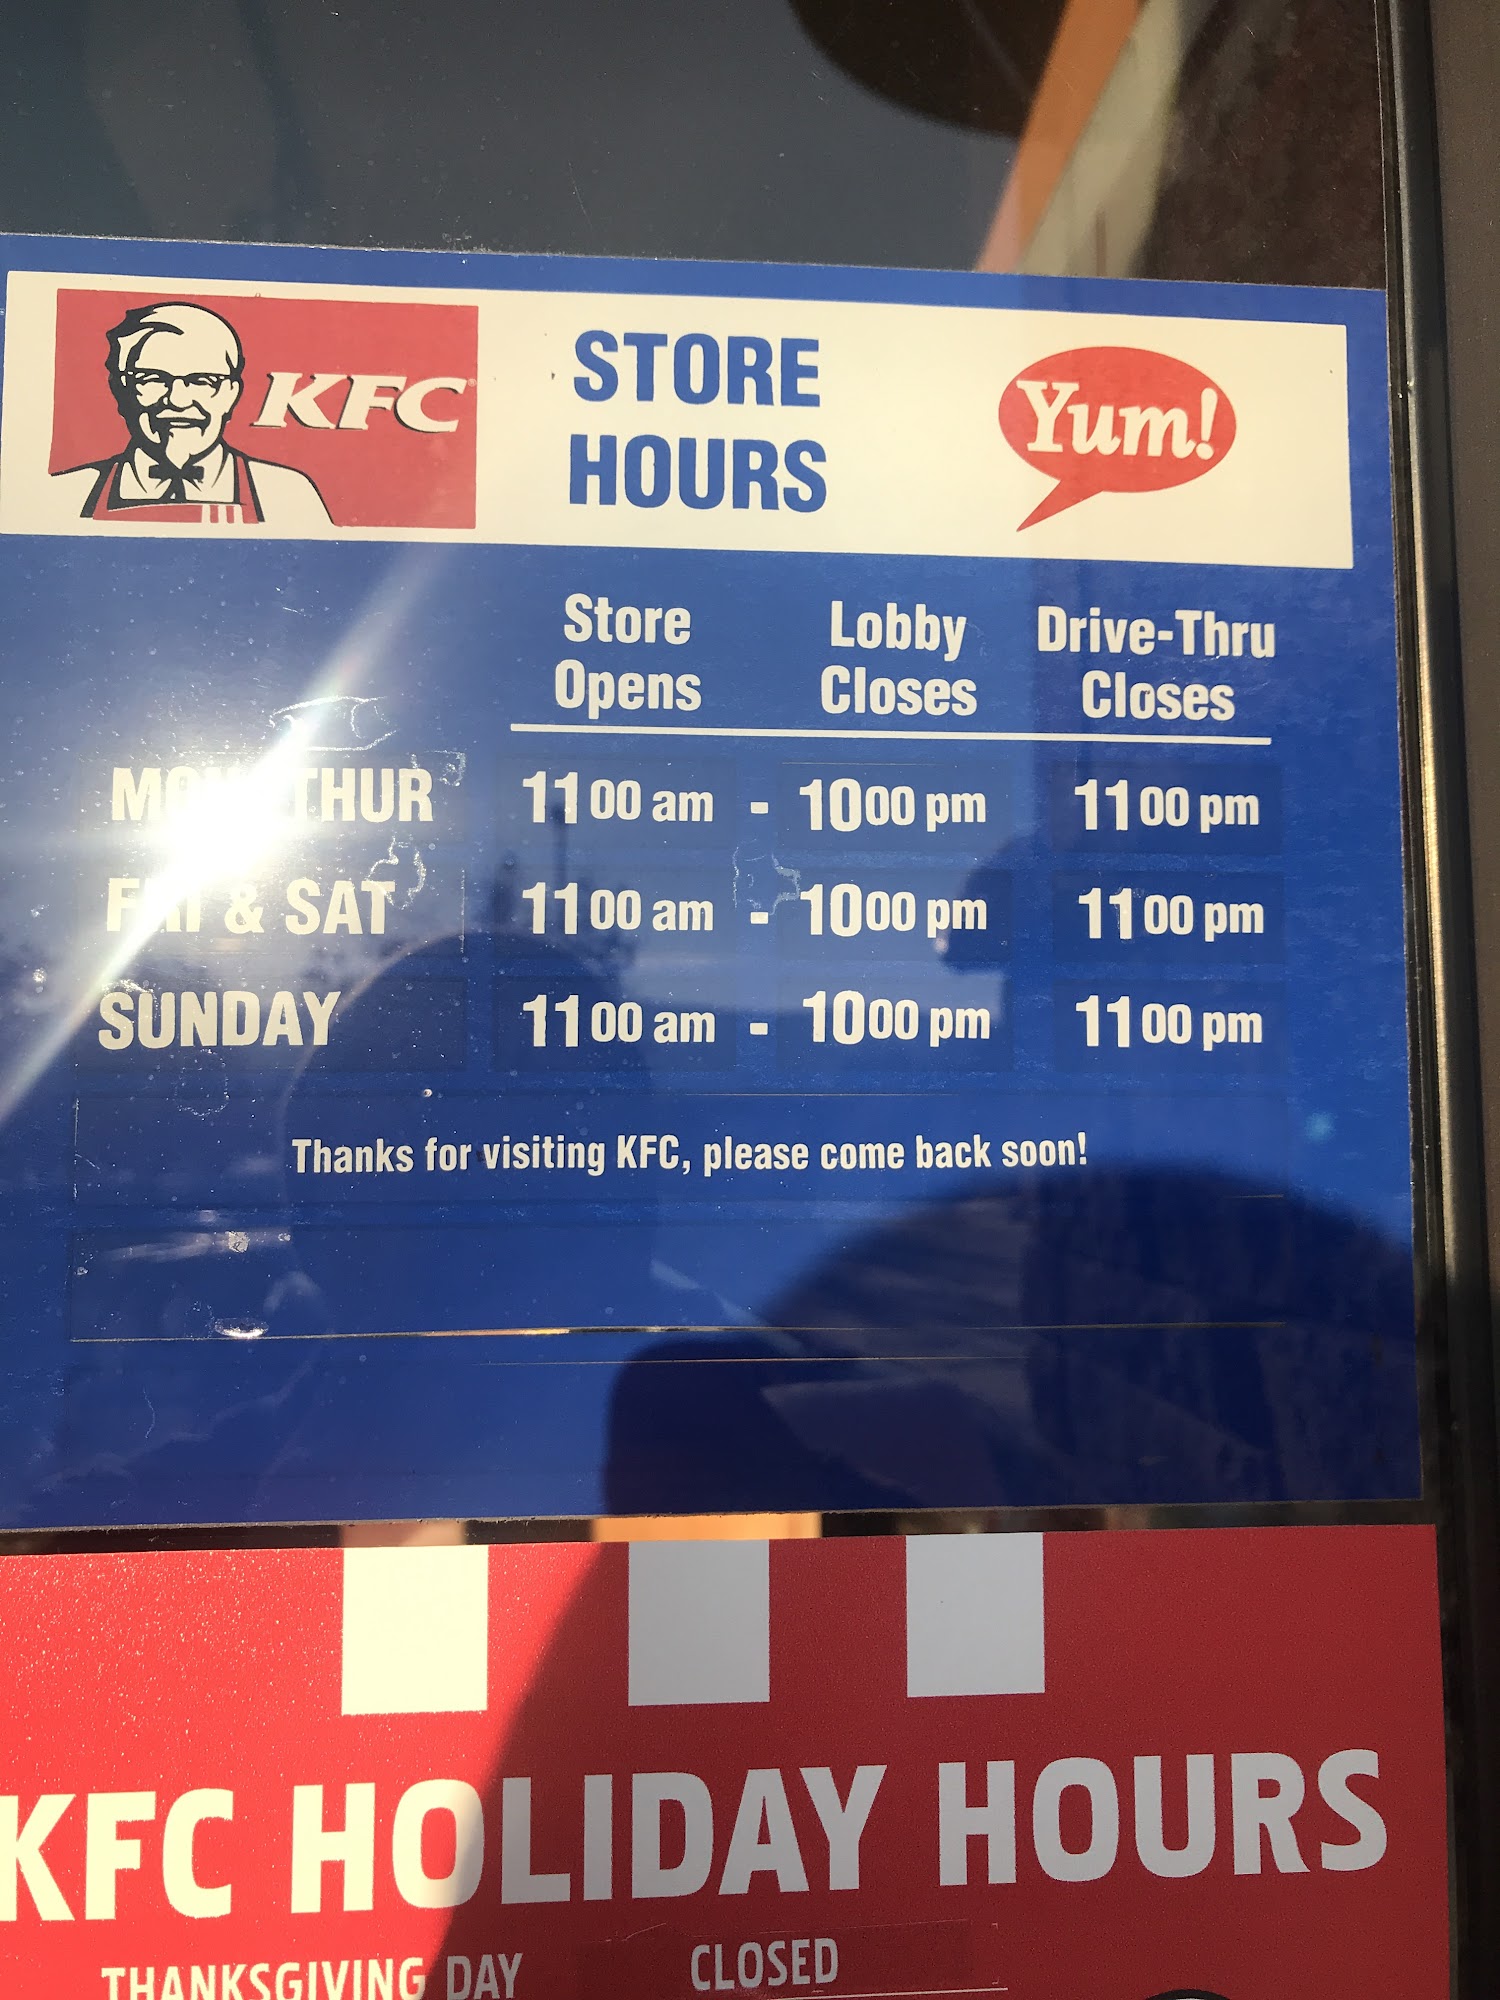 KFC
STORE
HOURS
Yum!
Store Opens
Lobby Closes
Drive-Thru Closes
THUR 11 00 am - 10 00 pm 11 00 pm
& SAT 11 00 am - 10 00 pm 11 00 pm
SUNDAY 11 00 am - 10 00 pm 11 00 pm
Thanks for visiting KFC, please come back soon!
KFC HOLIDAY HOURS
THANKSGIVING DAY CLOSED